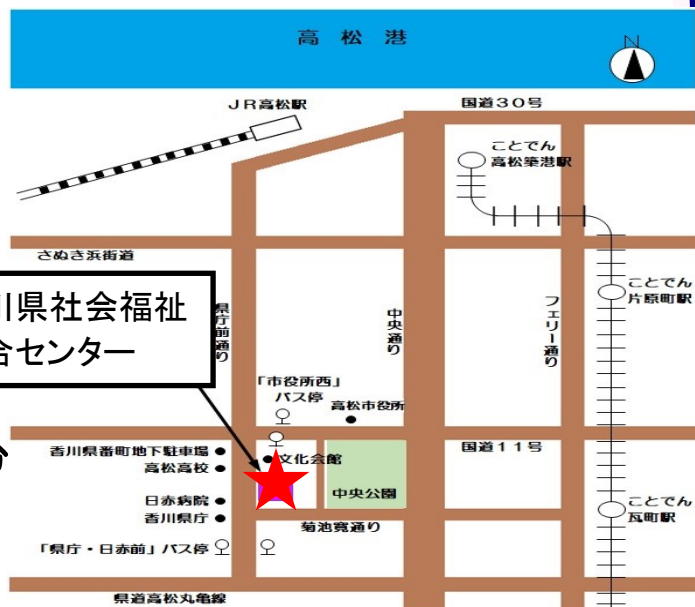 高松港
N
JR高松駅
国道30号
ことでん
高松築港駅
さぬき浜街道
川県社会福祉
合センター
県庁前通り
中央通り
フェリー通り
ことでん
片原町駅
「市役所西」
バス停
高松市役所
香川県番町地下駐車場
文化会館
国道11号
高松高校
日赤病院
中央公園
ことでん
瓦町駅
香川県庁
菊池寛通り
「県庁・日赤前」バス停
県道高松丸亀線